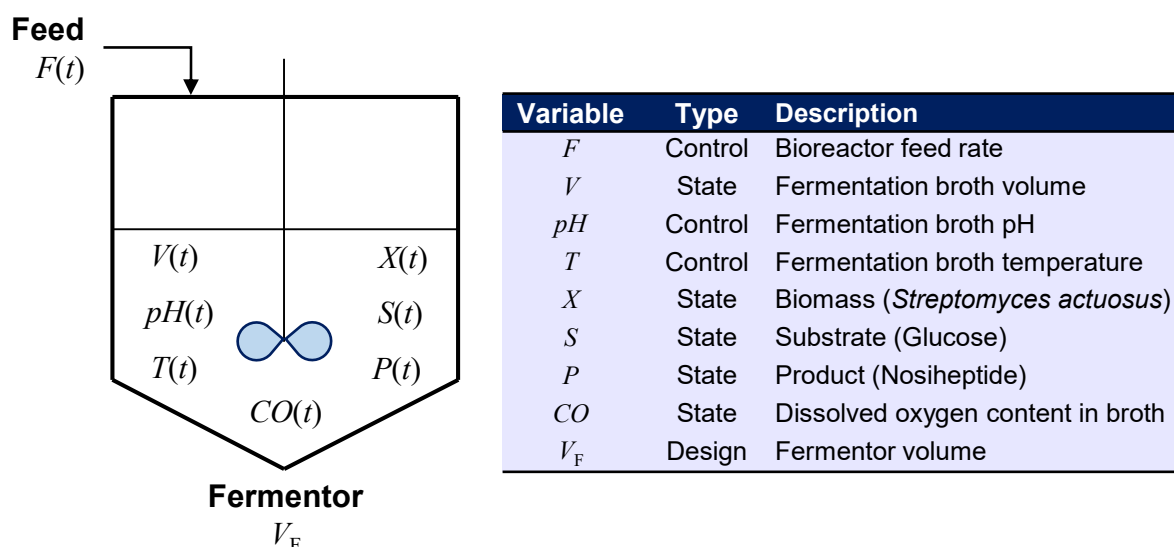 Feed
F(t)
V(t)
X(t)
pH(t)
S(t)
T(t)
P(t)
CO(t)
Fermentor
V_F
Variable Type Description
F Control Bioreactor feed rate
V State Fermentation broth volume
pH Control Fermentation broth pH
T Control Fermentation broth temperature
X State Biomass (Streptomyces actuosus)
S State Substrate (Glucose)
P State Product (Nosiheptide)
CO State Dissolved oxygen content in broth
V_F Design Fermentor volume